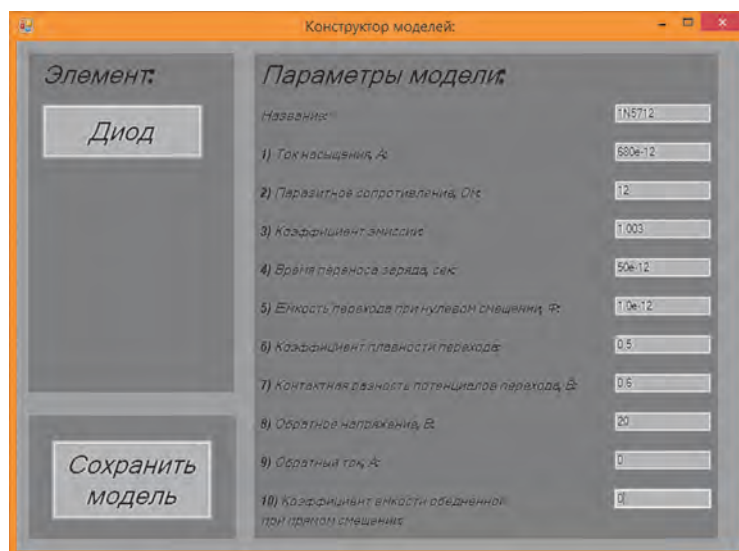 Конструктор моделей:
Элемент:
Диод
Сохранить
модель
Параметры модели:
Название: 1N5712
1) Ток насыщения, А: 680e-12
2) Паразитное сопротивление, Ом: 12
3) Коэффициент эмиссии: 1.003
4) Время переноса заряда, сек: 50e-12
5) Емкость перехода при нулевом смещении, Ф: 1.0e-12
6) Коэффициент плавности перехода: 0.5
7) Контактная разность потенциалов перехода, В: 0.6
8) Обратное напряжение, В: 20
9) Обратный ток, А: 0
10) Коэффициент емкости обедненной 0
при прямом смещении: